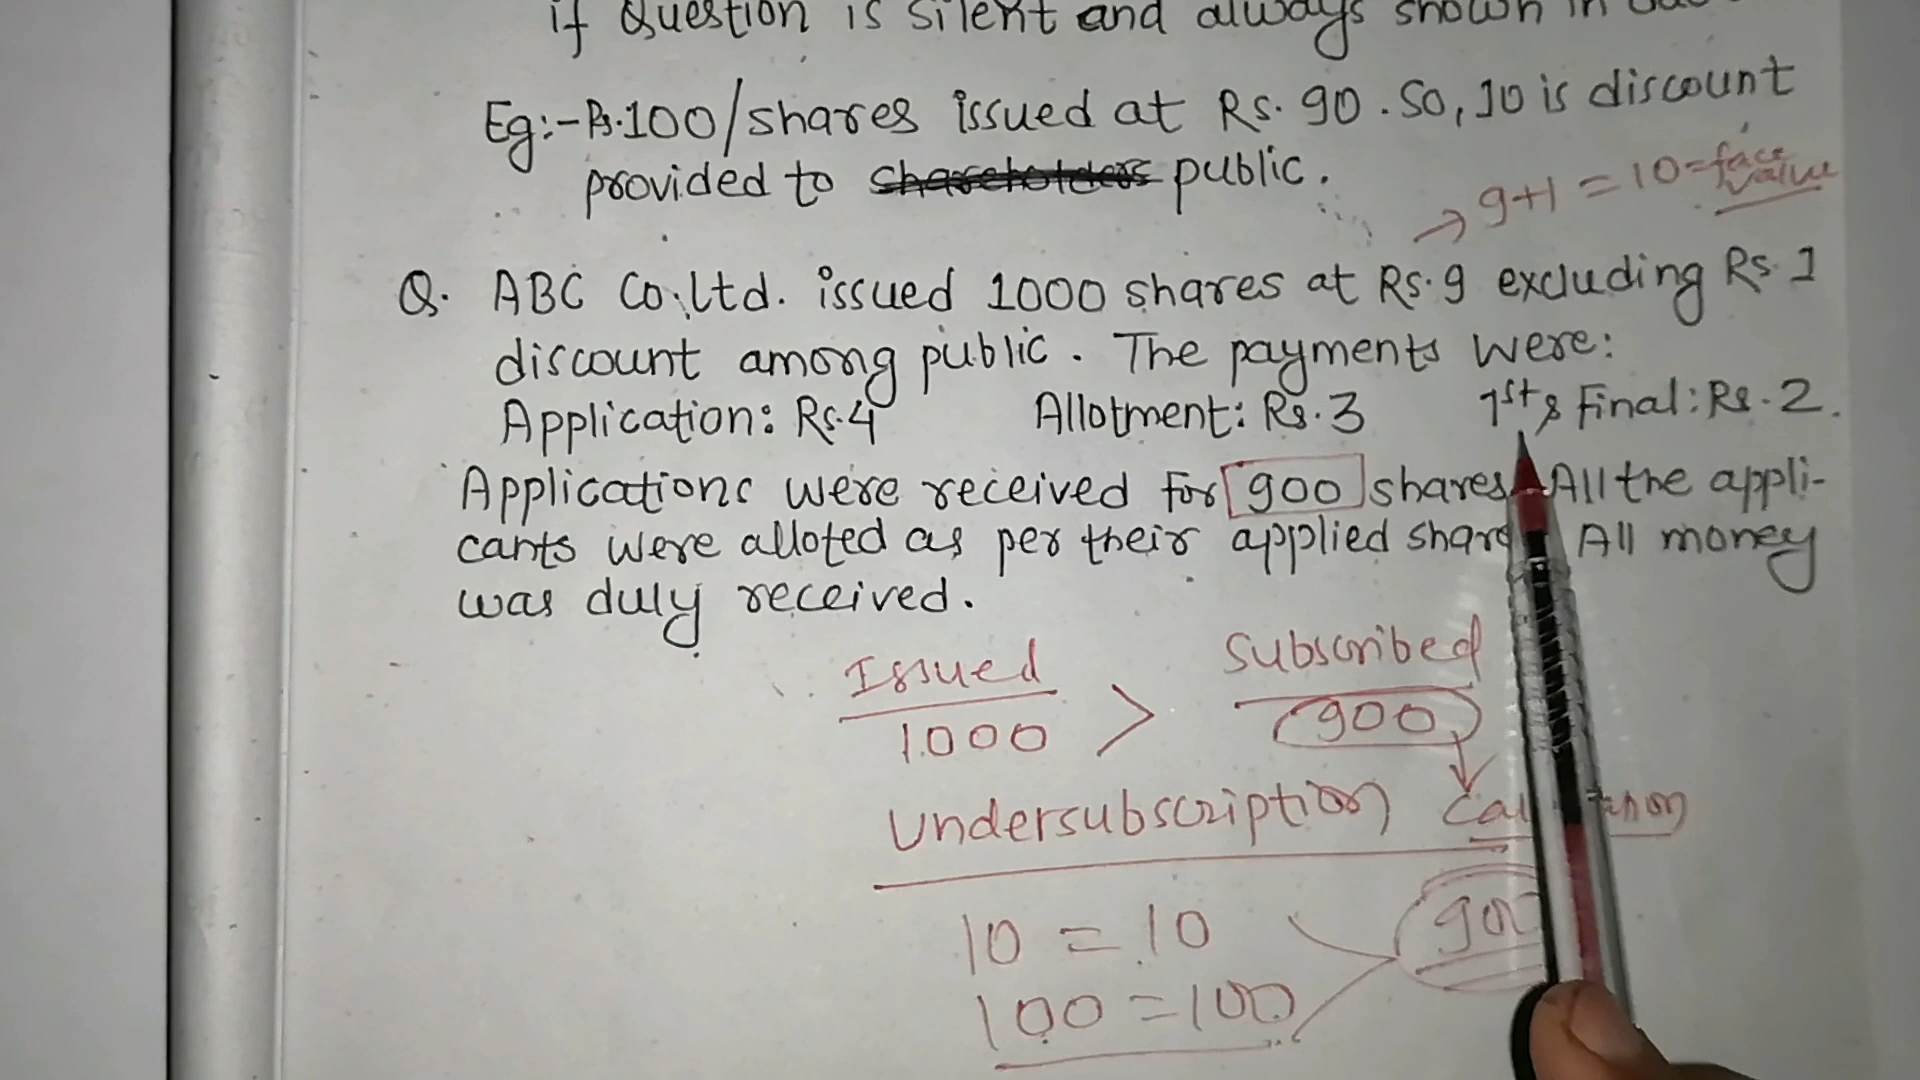 if Question is silent and always shown in
Eg:- Rs.100/shares issued at Rs. 90 . So, 10 is discount
provided to shareholders public.
→ 9+1 = 10 = face value
Q. ABC Co. Ltd. issued 1000 shares at Rs. 9 excluding Rs. 1
discount among public. The payments were:
Application: Rs. 4 Allotment: Rs. 3 1st & Final: Rs. 2.
Applications were received for 900 shares All the appli-
cants were alloted as per their applied share All money
was duly received.
Issued > Subscribed
1000 900
Undersubscription
10 = 10
100 = 100
900